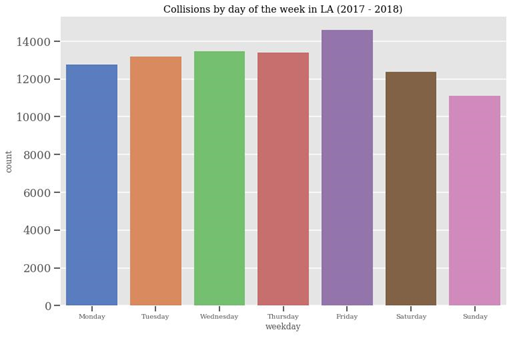 Collisions by day of the week in LA (2017 - 2018)
14000
12000
10000
8000
6000
4000
2000
0
count
Monday Tuesday Wednesday Thursday Friday Saturday Sunday
weekday